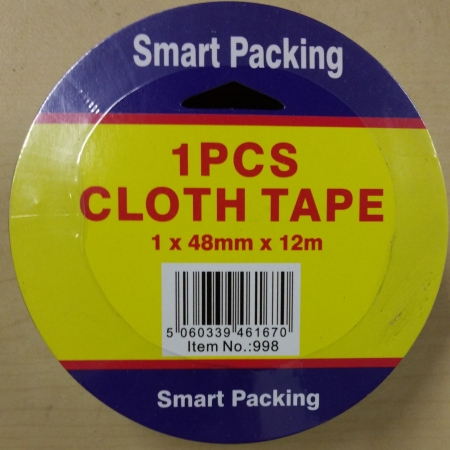 Smart Packing
1PCS
CLOTH TAPE
1 x 48mm x 12m
5 060339 461670
Item No.:998
Smart Packing